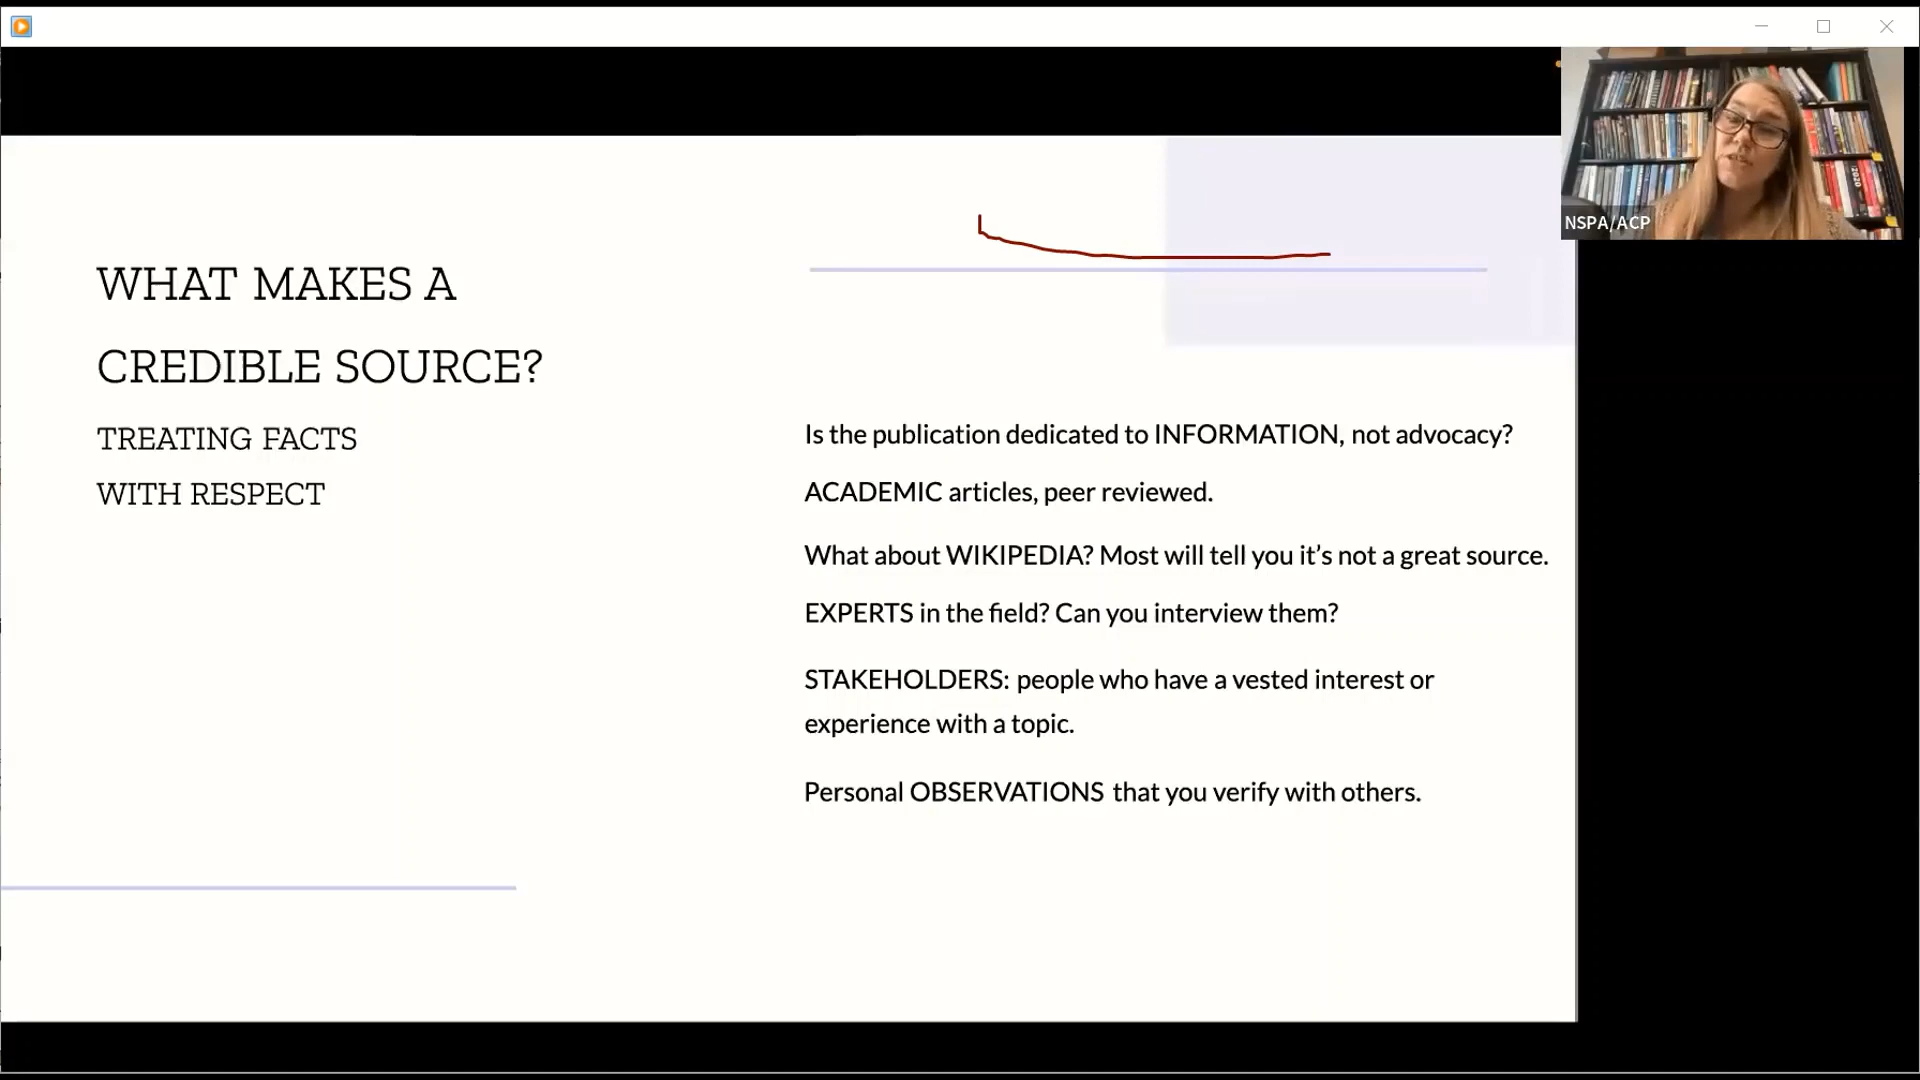 NSPA/ACP
WHAT MAKES A
CREDIBLE SOURCE?
TREATING FACTS
WITH RESPECT
Is the publication dedicated to INFORMATION, not advocacy?
ACADEMIC articles, peer reviewed.
What about WIKIPEDIA? Most will tell you it’s not a great source.
EXPERTS in the field? Can you interview them?
STAKEHOLDERS: people who have a vested interest or
experience with a topic.
Personal OBSERVATIONS that you verify with others.
2020